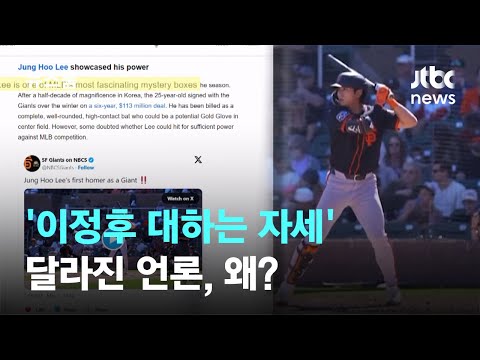 Jung Hoo Lee showcased his power
Lee is one of MLB's most fascinating mystery boxes he season.
After a half-decade of magnificence in Korea, the 25-year-old signed with the
Giants over the winter on a six-year, $113 million deal. He has been billed as a
complete, well-rounded, high-contact bat who could be a potential Gold Glove in
center field. However, some doubted whether Lee could hit for sufficient power
against MLB competition.
SF Giants on NBCS
@NBCSGiants · Follow
X
Jung Hoo Lee's first homer as a Giant ‼️
Watch on X
jtbc
news
'이정후 대하는 자세'
달라진 언론, 왜?